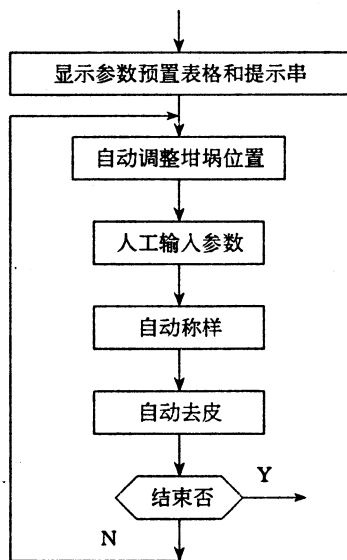 显示参数预置表格和提示串
自动调整坩埚位置
人工输入参数
自动称样
自动去皮
结束否
Y
N